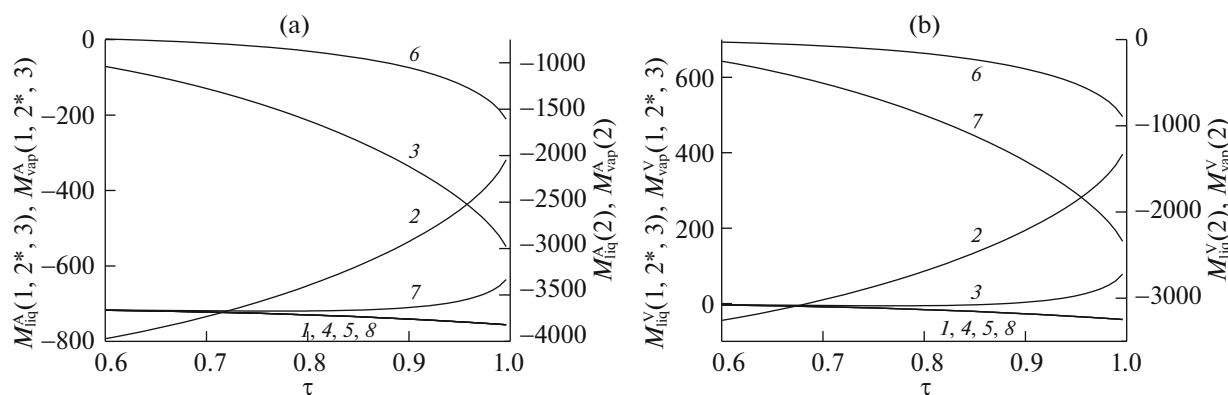 (a)
M^A_liq(1, 2*, 3), M^A_vap(1, 2*, 3)
0
−200
−400
−600
−800
6
3
2
7
1, 4, 5, 8
−1000
−1500
−2000
−2500
−3000
−3500
−4000
M^A_liq(2), M^A_vap(2)
0.6 0.7 0.8 0.9 1.0
τ
(b)
M^V_liq(1, 2*, 3), M^V_vap(1, 2*, 3)
600
400
200
0
6
7
2
3
1, 4, 5, 8
0
−1000
−2000
−3000
M^V_liq(2), M^V_vap(2)
0.6 0.7 0.8 0.9 1.0
τ